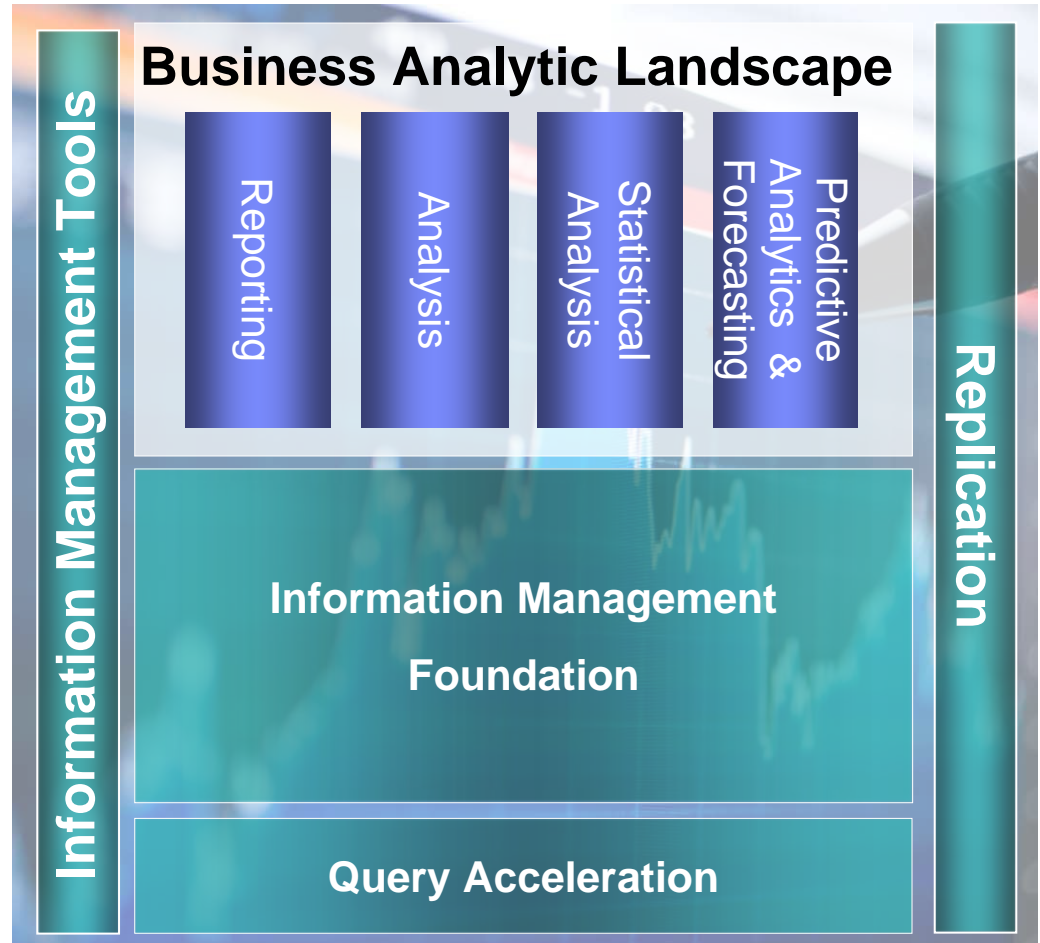 Business Analytic Landscape
Information Management Tools
Reporting
Analysis
Statistical
Analysis
Predictive
Analytics &
Forecasting
Replication
Information Management
Foundation
Query Acceleration